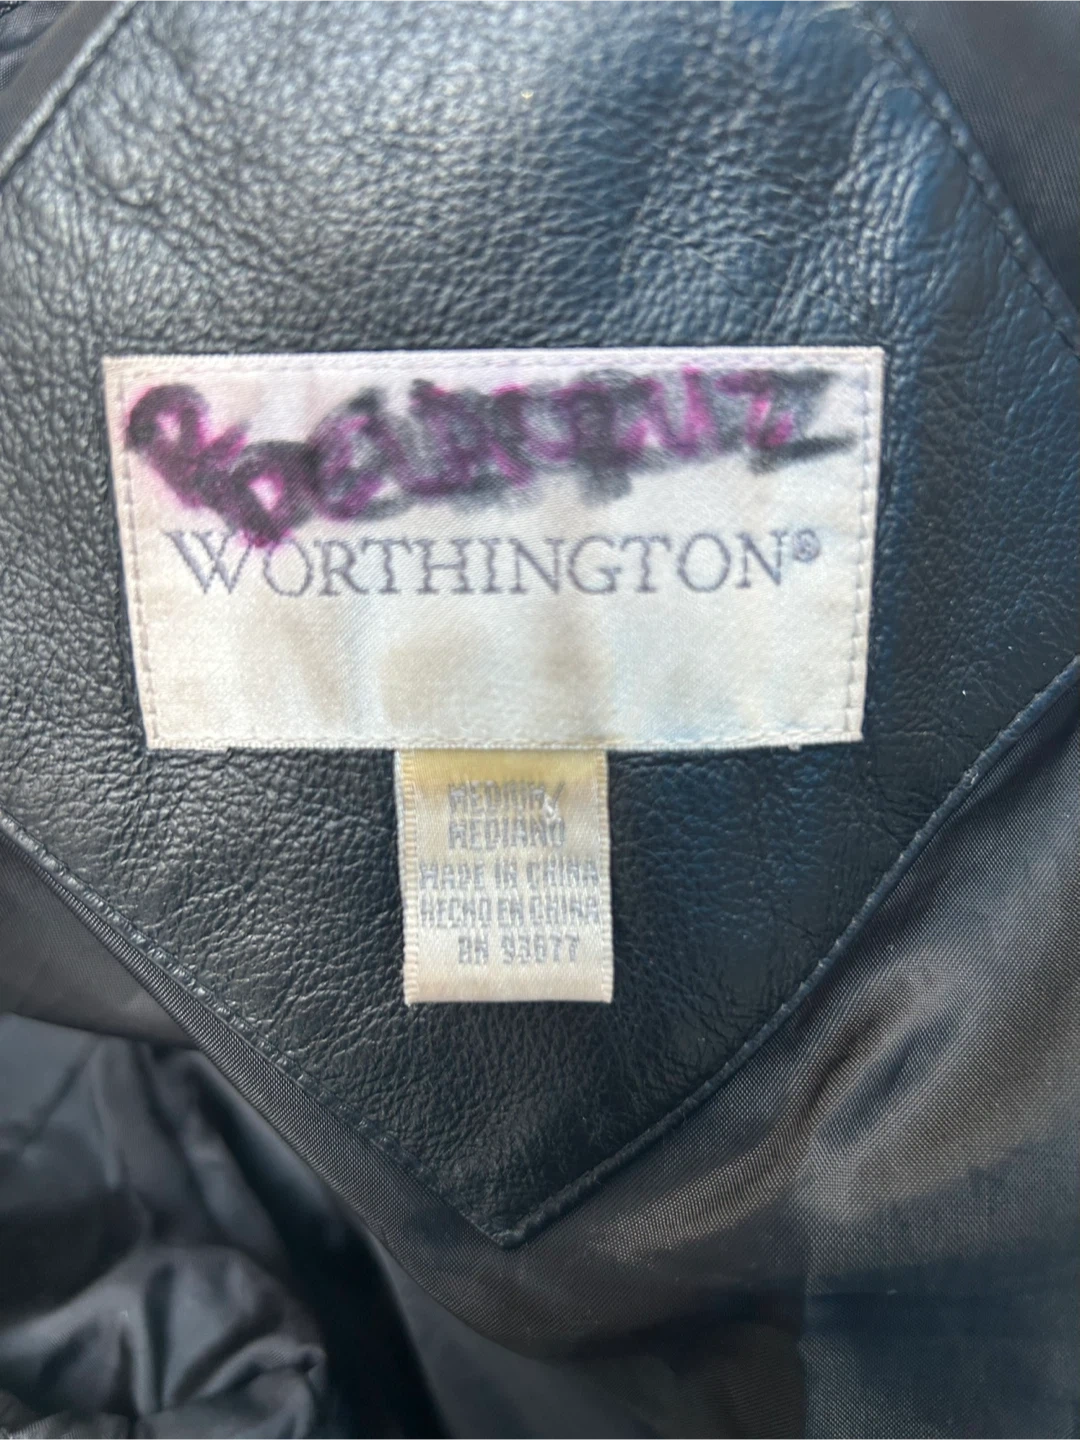 WORTHINGTON®
MEDIUM/
MEDIANO
MADE IN CHINA
HECHO EN CHINA
RN 93677